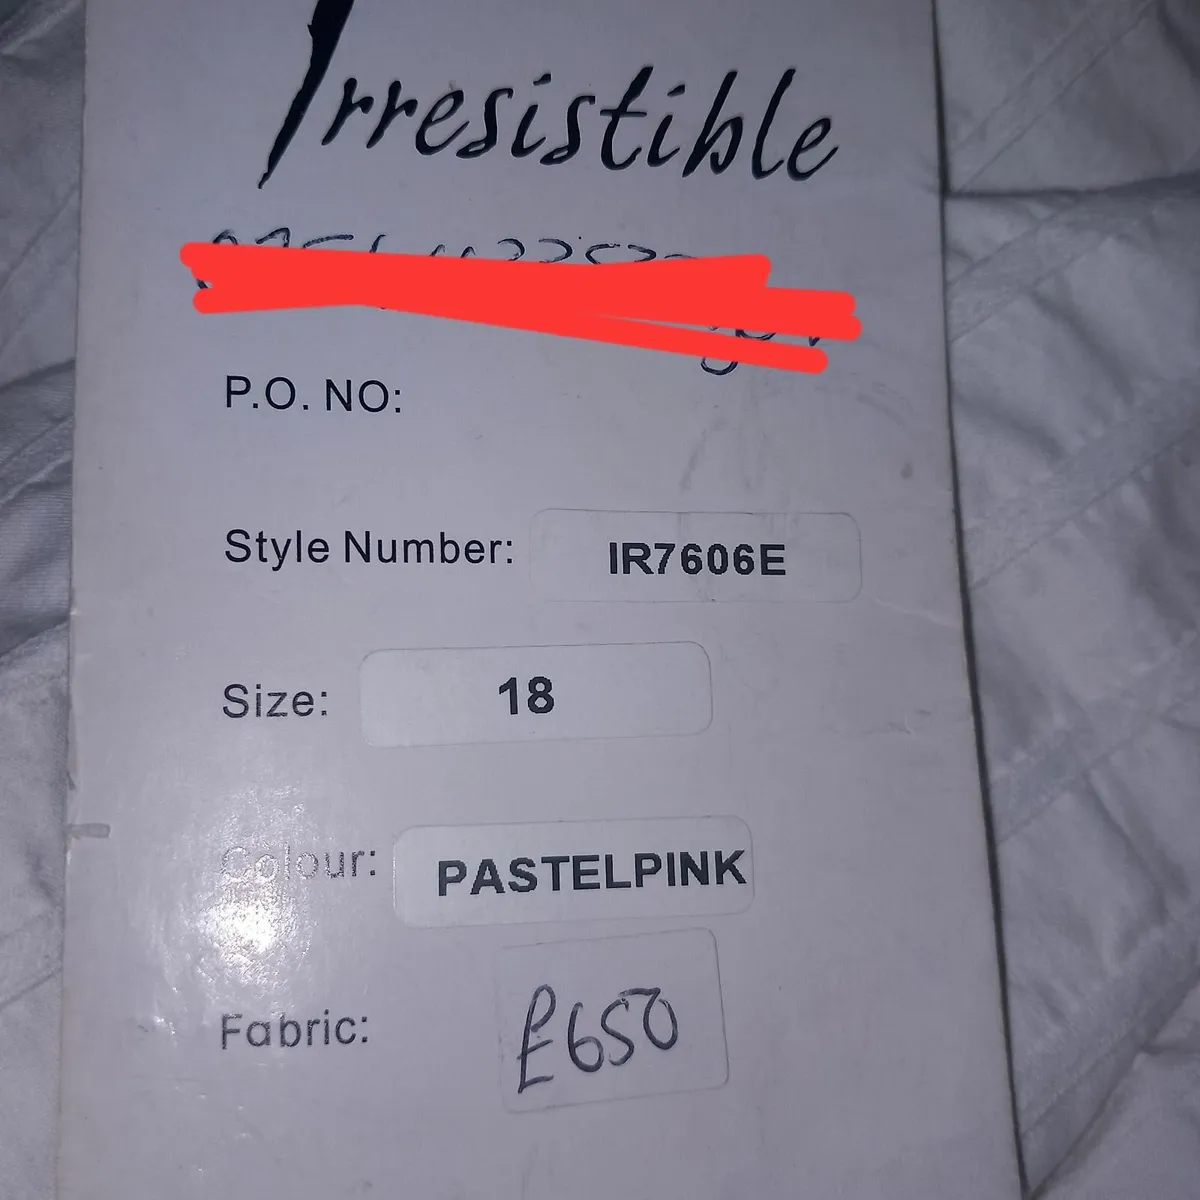 Irresistible
P.O. NO:
Style Number: IR7606E
Size: 18
Colour: PASTELPINK
Fabric: £650